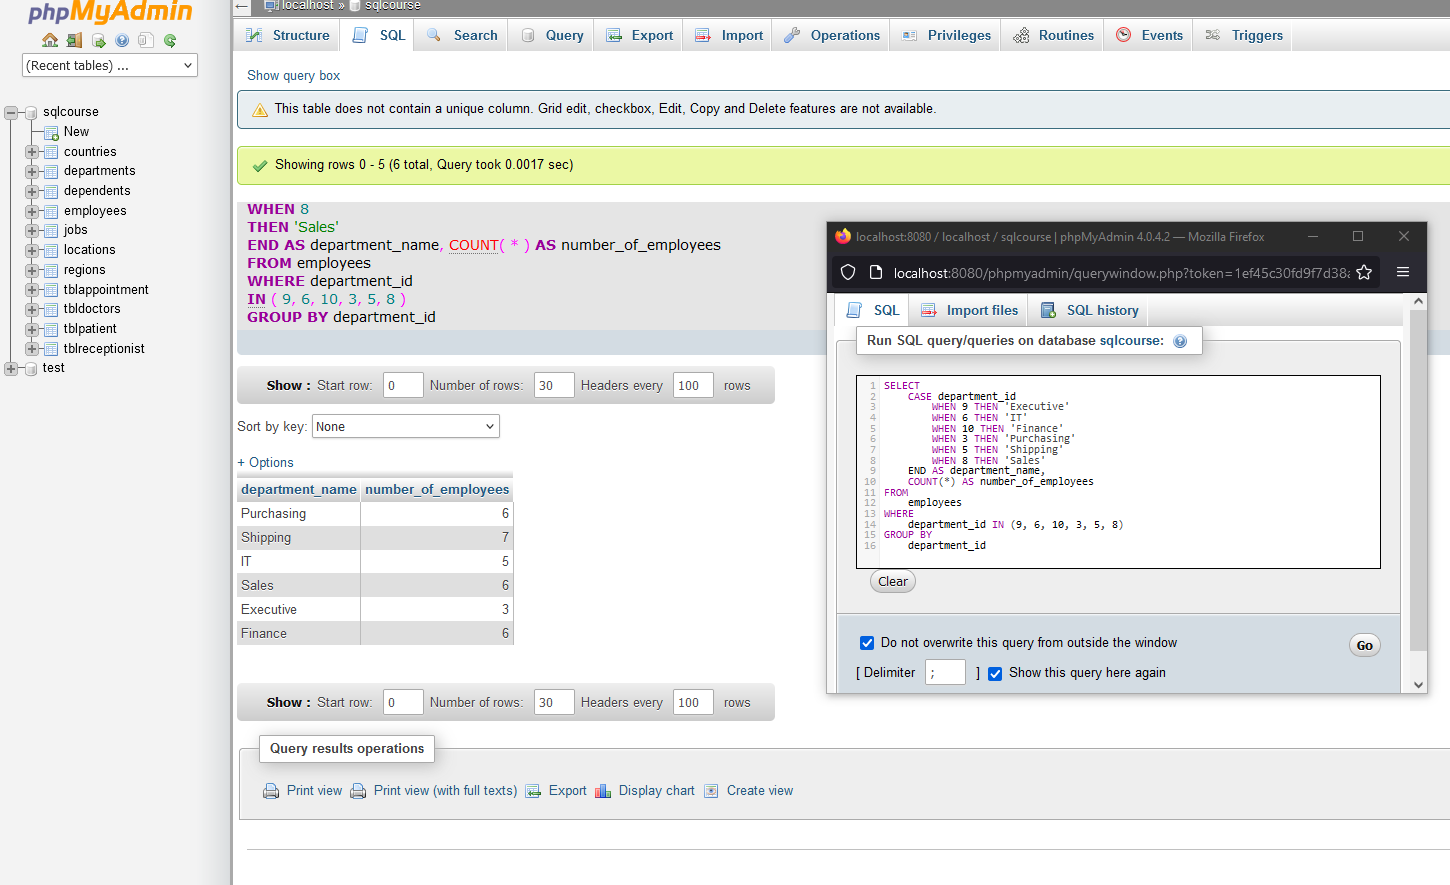 phpMyAdmin
(Recent tables) ...
sqlcourse
New
countries
departments
dependents
employees
jobs
locations
regions
tblappointment
tbldoctors
tblpatient
tblreceptionist
test
← localhost » sqlcourse
Structure SQL Search Query Export Import Operations Privileges Routines Events Triggers
Show query box
This table does not contain a unique column. Grid edit, checkbox, Edit, Copy and Delete features are not available.
Showing rows 0 - 5 (6 total, Query took 0.0017 sec)
WHEN 8
THEN 'Sales'
END AS department_name, COUNT( * ) AS number_of_employees
FROM employees
WHERE department_id
IN ( 9, 6, 10, 3, 5, 8 )
GROUP BY department_id
Show : Start row: 0 Number of rows: 30 Headers every 100 rows
Sort by key: None
+ Options
department_name number_of_employees
Purchasing 6
Shipping 7
IT 5
Sales 6
Executive 3
Finance 6
Show : Start row: 0 Number of rows: 30 Headers every 100 rows
Query results operations
Print view Print view (with full texts) Export Display chart Create view
localhost:8080 / localhost / sqlcourse | phpMyAdmin 4.0.4.2 — Mozilla Firefox
localhost:8080/phpmyadmin/querywindow.php?token=1ef45c30fd9f7d38
SQL Import files SQL history
Run SQL query/queries on database sqlcourse:
1 SELECT
2 CASE department_id
3 WHEN 9 THEN 'Executive'
4 WHEN 6 THEN 'IT'
5 WHEN 10 THEN 'Finance'
6 WHEN 3 THEN 'Purchasing'
7 WHEN 5 THEN 'Shipping'
8 WHEN 8 THEN 'Sales'
9 END AS department_name,
10 COUNT(*) AS number_of_employees
11 FROM
12 employees
13 WHERE
14 department_id IN (9, 6, 10, 3, 5, 8)
15 GROUP BY
16 department_id
Clear
Do not overwrite this query from outside the window
Go
[ Delimiter ; ] Show this query here again